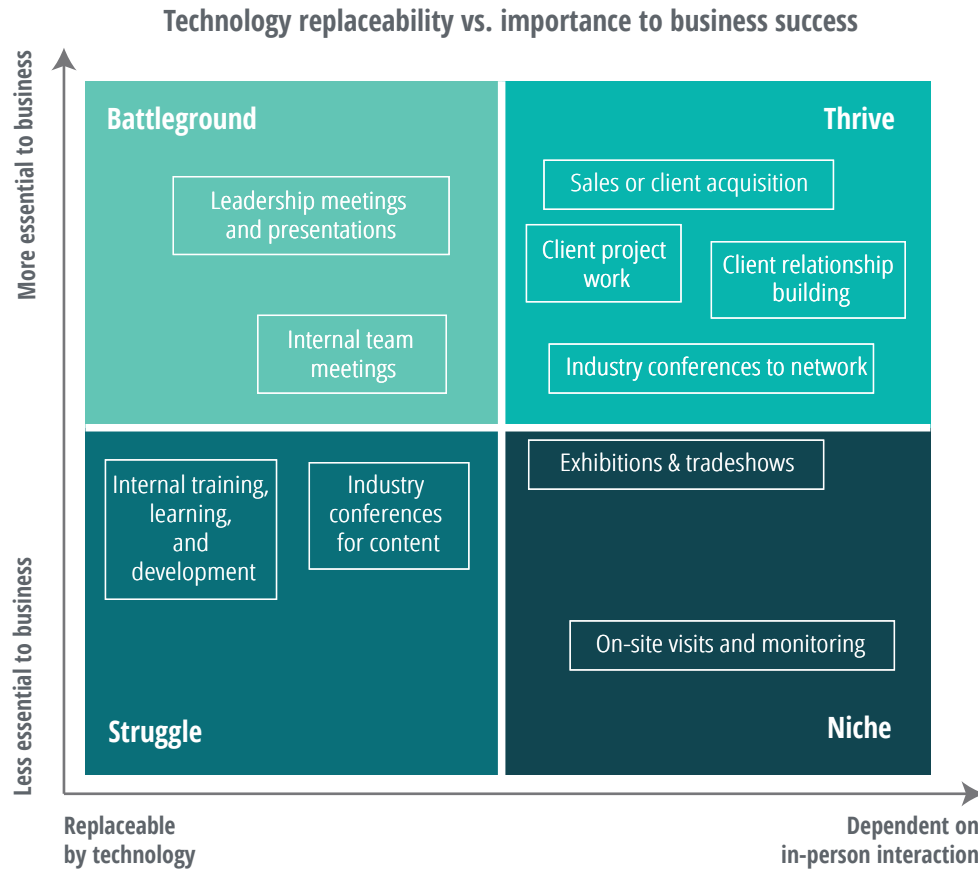 Technology replaceability vs. importance to business success
More essential to business
Less essential to business
Battleground
Leadership meetings
and presentations
Internal team
meetings
Thrive
Sales or client acquisition
Client project
work
Client relationship
building
Industry conferences to network
Internal training,
learning,
and
development
Industry
conferences
for content
Struggle
Exhibitions & tradeshows
On-site visits and monitoring
Niche
Replaceable
by technology
Dependent on
in-person interaction